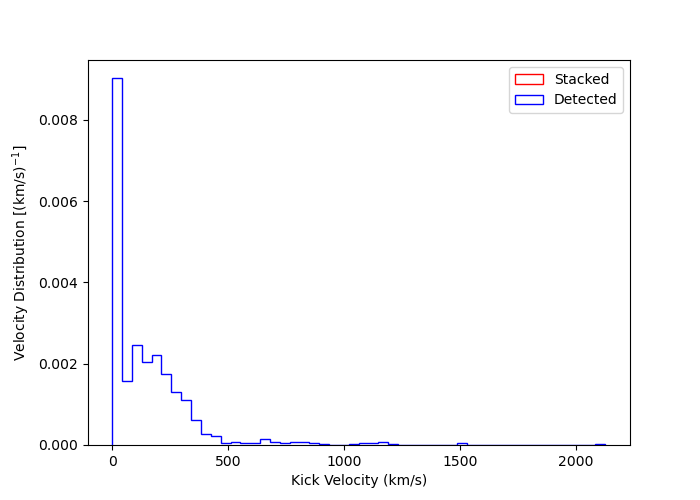 Stacked
Detected
Velocity Distribution [(km/s)⁻¹]
0.008
0.006
0.004
0.002
0.000
0 500 1000 1500 2000
Kick Velocity (km/s)